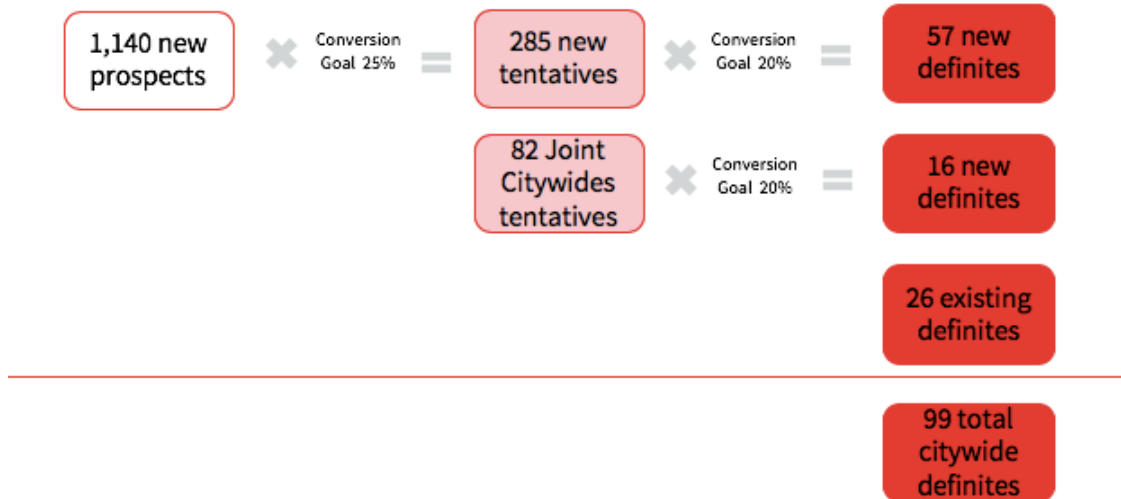 1,140 new
prospects
Conversion
Goal 25%
285 new
tentatives
Conversion
Goal 20%
57 new
definites
82 Joint
Citywides
tentatives
Conversion
Goal 20%
16 new
definites
26 existing
definites
99 total
citywide
definites